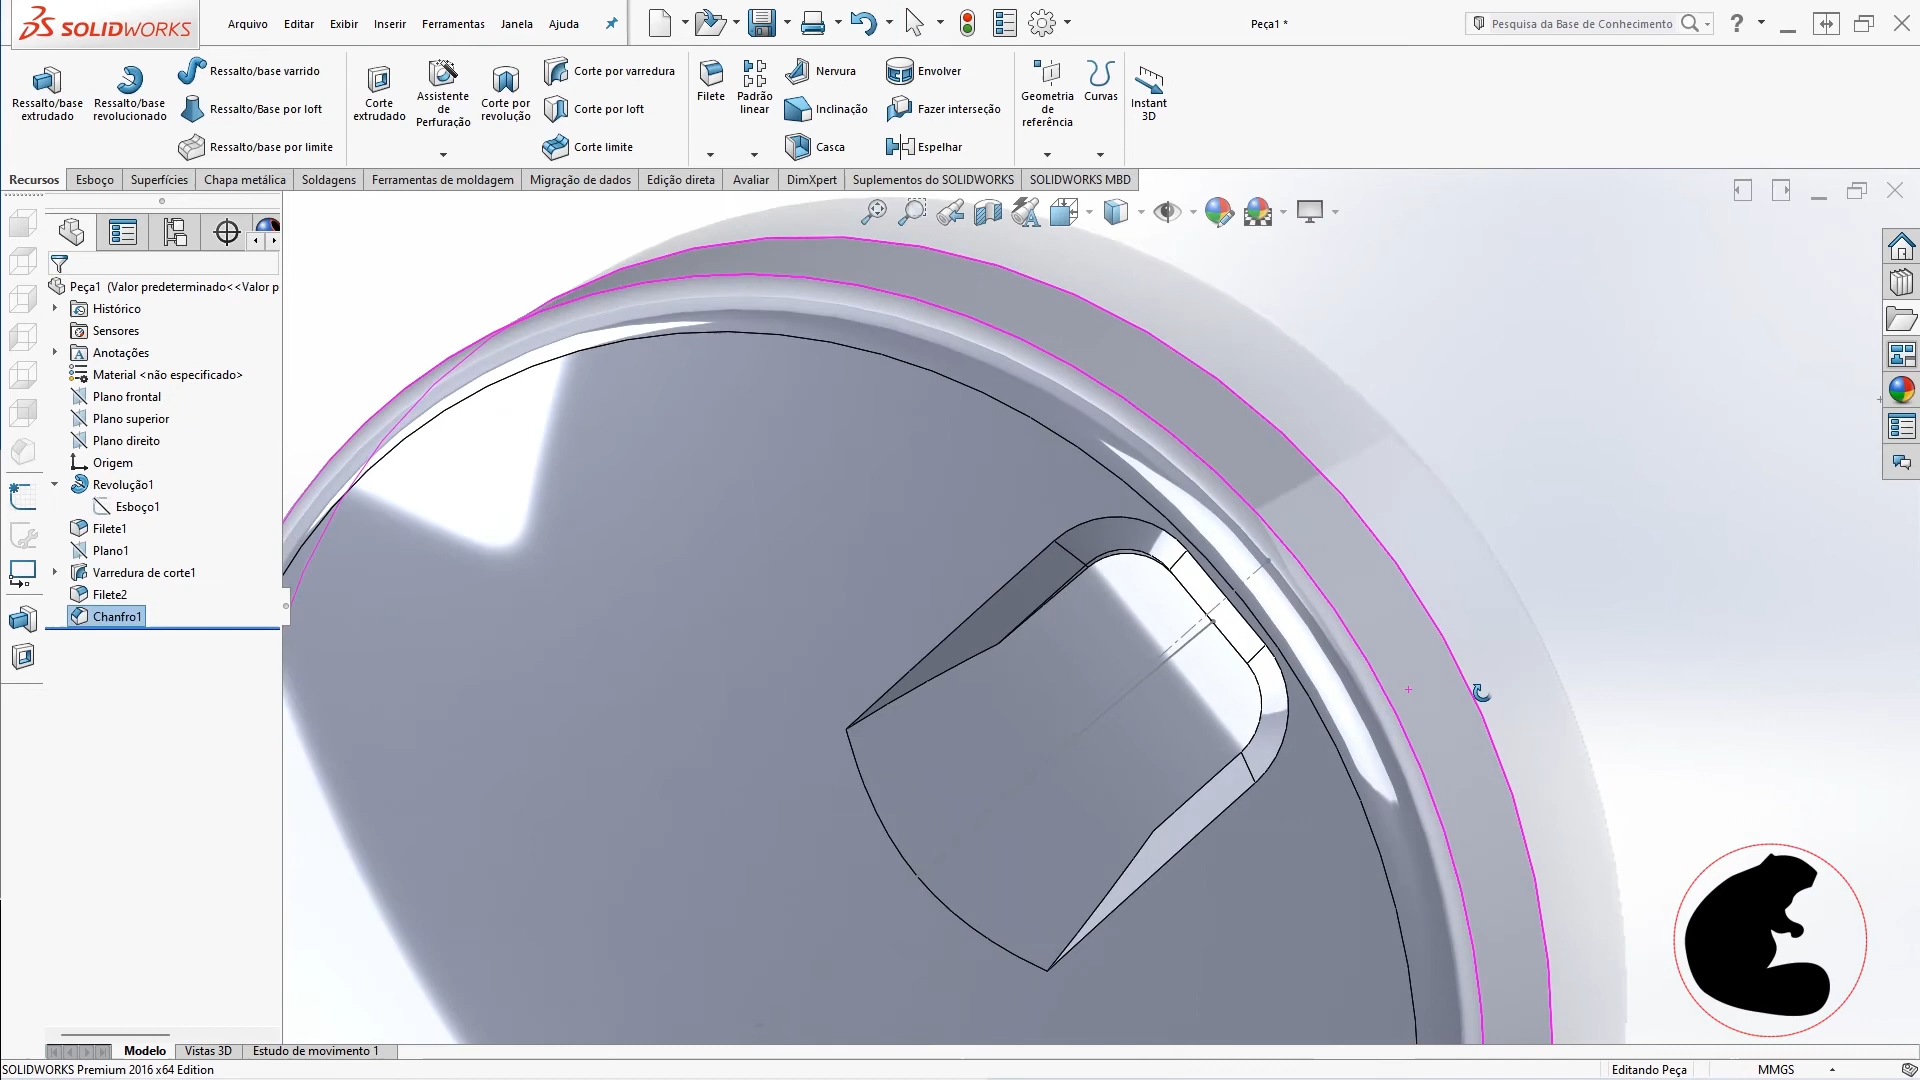 SOLIDWORKS
Arquivo Editar Exibir Inserir Ferramentas Janela Ajuda
Peça1 *
Pesquisa da Base de Conhecimento
?
Ressalto/base extrudado
Ressalto/base revolucionado
Ressalto/base varrido
Ressalto/Base por loft
Ressalto/base por limite
Corte extrudado
Assistente de Perfuração
Corte por revolução
Corte por varredura
Corte por loft
Corte limite
Filete
Padrão linear
Nervura
Inclinação
Casca
Envolver
Fazer interseção
Espelhar
Geometria de referência
Curvas
Instant 3D
Recursos Esboço Superfícies Chapa metálica Soldagens Ferramentas de moldagem Migração de dados Edição direta Avaliar DimXpert Suplementos do SOLIDWORKS SOLIDWORKS MBD
Peça1 (Valor predeterminado<<Valor p
Histórico
Sensores
Anotações
Material <não especificado>
Plano frontal
Plano superior
Plano direito
Origem
Revolução1
Esboço1
Filete1
Plano1
Varredura de corte1
Filete2
Chanfro1
Modelo Vistas 3D Estudo de movimento 1
SOLIDWORKS Premium 2016 x64 Edition
Editando Peça
MMGS